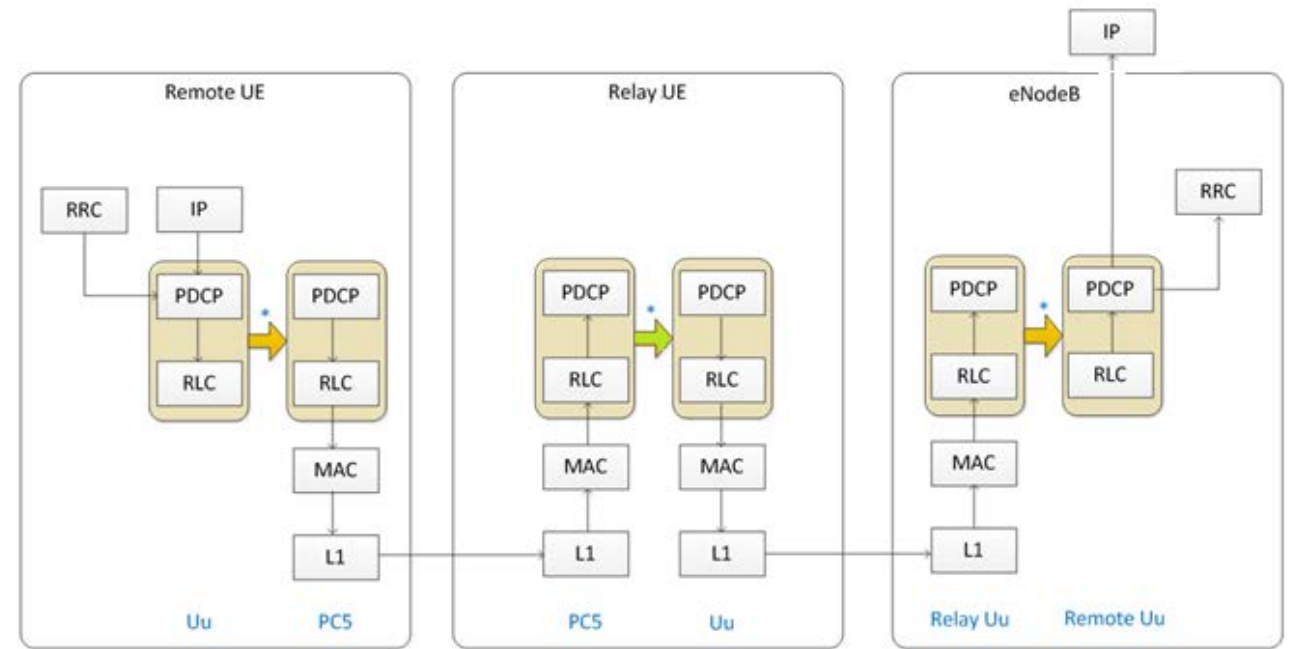 IP
Remote UE
Relay UE
eNodeB
RRC
IP
RRC
PDCP
PDCP
PDCP
PDCP
PDCP
PDCP
*
*
*
RLC
RLC
RLC
RLC
RLC
RLC
MAC
MAC
MAC
MAC
L1
L1
L1
L1
Uu
PC5
PC5
Uu
Relay Uu
Remote Uu